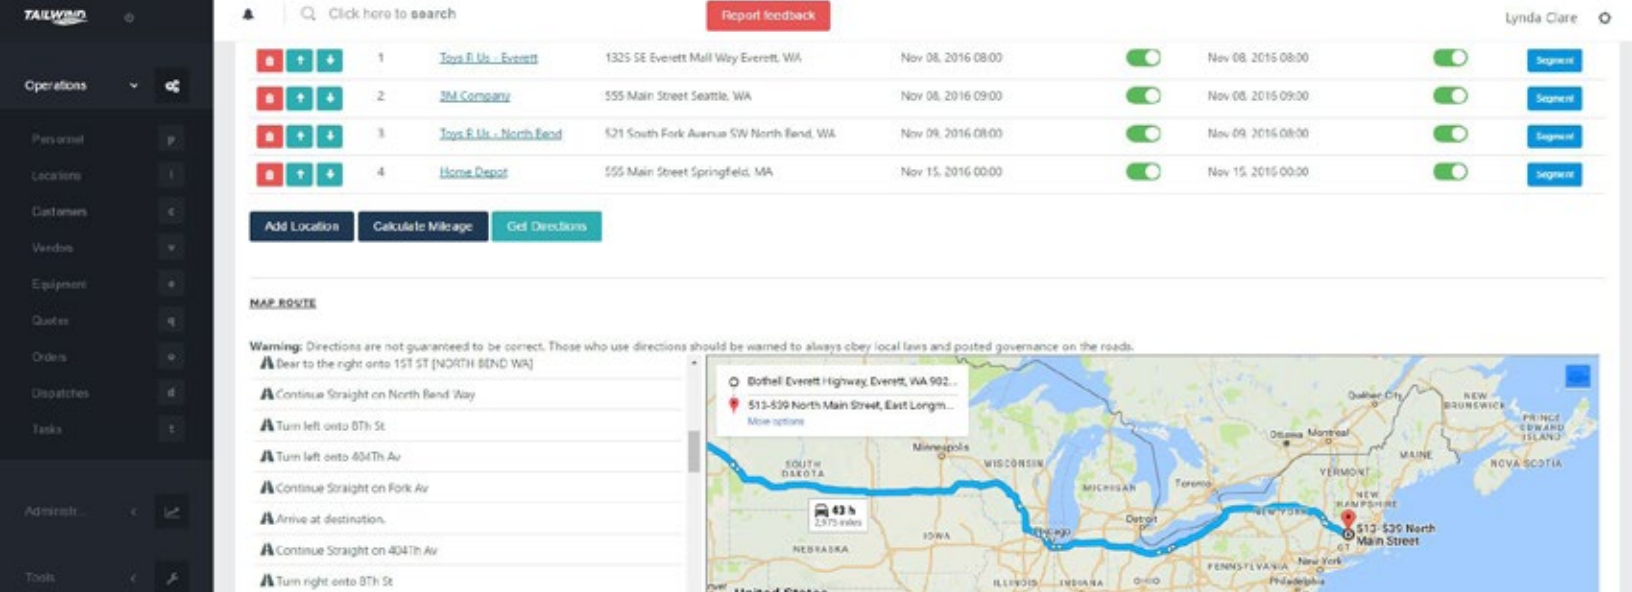 TAILWIND
Click here to search
Report feedback
Lynda Clare
Operations
Personnel p
Locations l
Customers c
Vendors v
Equipment e
Quotes q
Orders o
Dispatches d
Tasks t
Administr...
Tools
1 Toys R Us - Everett 1325 SE Everett Mall Way Everett, WA Nov 08, 2016 08:00 Nov 08, 2016 08:00 Segment
2 3M Company 555 Main Street Seattle, WA Nov 08, 2016 09:00 Nov 08, 2016 09:00 Segment
3 Toys R Us - North Bend 521 South Fork Avenue SW North Bend, WA Nov 09, 2016 08:00 Nov 09, 2016 08:00 Segment
4 Home Depot 555 Main Street Springfield, MA Nov 15, 2016 00:00 Nov 15, 2016 00:00 Segment
Add Location Calculate Mileage Get Directions
MAP ROUTE
Warning: Directions are not guaranteed to be correct. Those who use directions should be warned to always obey local laws and posted governance on the roads.
Bear to the right onto 1ST ST [NORTH BEND WA]
Continue Straight on North Bend Way
Turn left onto 8Th St
Turn left onto 404Th Av
Continue Straight on Fork Av
Arrive at destination.
Continue Straight on 404Th Av
Turn right onto 8Th St
Bothell Everett Highway, Everett, WA 902...
513-539 North Main Street, East Longm...
More options
Minneapolis
SOUTH
DAKOTA
WISCONSIN
MICHIGAN
Toronto
Ottawa
Montreal
Quebec City
NEW
BRUNSWICK
PRINCE
EDWARD
ISLAND
MAINE
NOVA SCOTIA
VERMONT
NEW
HAMPSHIRE
NEW YORK
43 h
2,975 miles
Detroit
Chicago
IOWA
NEBRASKA
513-539 North
Main Street
CT
New York
PENNSYLVANIA
Philadelphia
ILLINOIS
INDIANA
OHIO
United States